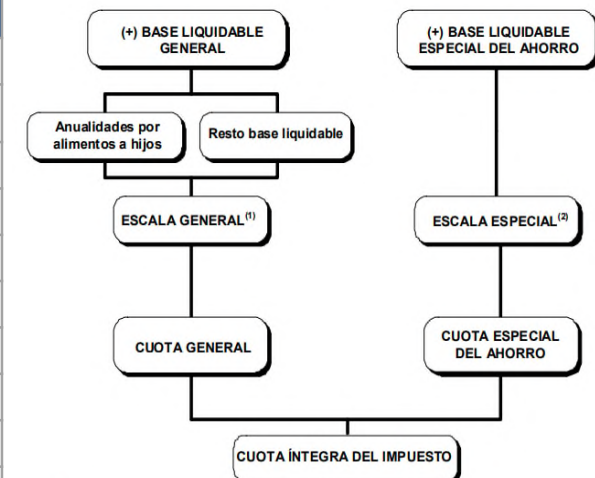 (+) BASE LIQUIDABLE
GENERAL
(+) BASE LIQUIDABLE
ESPECIAL DEL AHORRO
Anualidades por
alimentos a hijos
Resto base liquidable
ESCALA GENERAL(1)
ESCALA ESPECIAL(2)
CUOTA GENERAL
CUOTA ESPECIAL
DEL AHORRO
CUOTA ÍNTEGRA DEL IMPUESTO